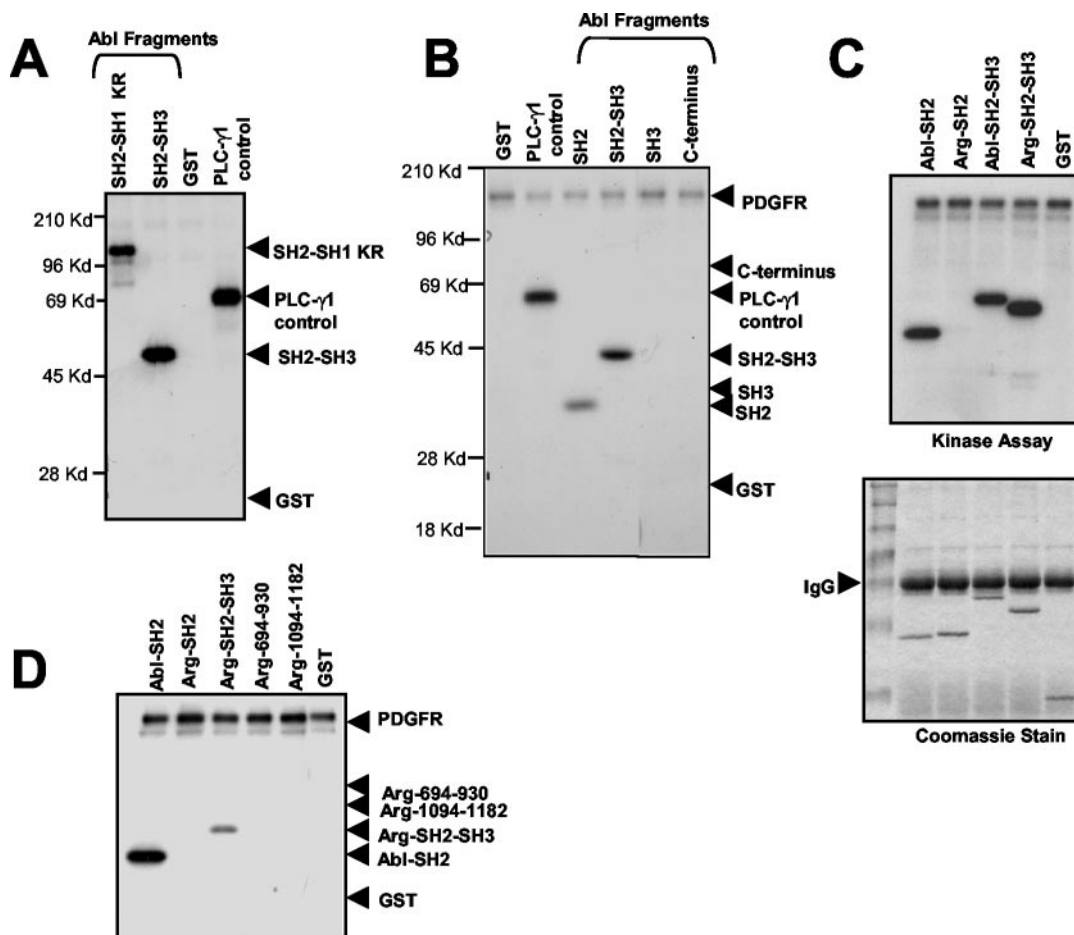 A
Abl Fragments
SH2-SH1 KR
SH2-SH3
GST
PLC-γ1 control
210 Kd
96 Kd
69 Kd
45 Kd
28 Kd
SH2-SH1 KR
PLC-γ1
control
SH2-SH3
GST
B
Abl Fragments
GST
PLC-γ1
control
SH2
SH2-SH3
SH3
C-terminus
210 Kd
96 Kd
69 Kd
45 Kd
28 Kd
18 Kd
PDGFR
C-terminus
PLC-γ1
control
SH2-SH3
SH3
SH2
GST
C
Abl-SH2
Arg-SH2
Abl-SH2-SH3
Arg-SH2-SH3
GST
Kinase Assay
IgG
Coomassie Stain
D
Abl-SH2
Arg-SH2
Arg-SH2-SH3
Arg-694-930
Arg-1094-1182
GST
PDGFR
Arg-694-930
Arg-1094-1182
Arg-SH2-SH3
Abl-SH2
GST